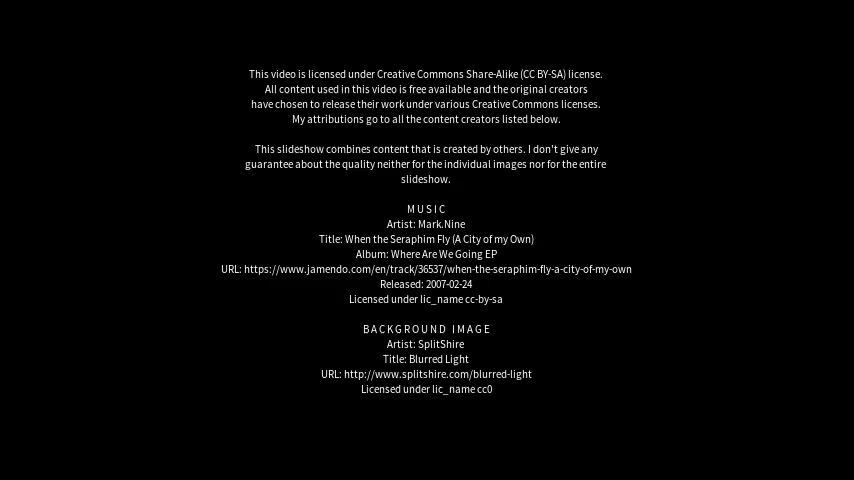 This video is licensed under Creative Commons Share-Alike (CC BY-SA) license.
All content used in this video is free available and the original creators
have chosen to release their work under various Creative Commons licenses.
My attributions go to all the content creators listed below.
This slideshow combines content that is created by others. I don't give any
guarantee about the quality neither for the individual images nor for the entire
slideshow.
MUSIC
Artist: Mark.Nine
Title: When the Seraphim Fly (A City of my Own)
Album: Where Are We Going EP
URL: https://www.jamendo.com/en/track/36537/when-the-seraphim-fly-a-city-of-my-own
Released: 2007-02-24
Licensed under lic_name cc-by-sa
BACKGROUND IMAGE
Artist: SplitShire
Title: Blurred Light
URL: http://www.splitshire.com/blurred-light
Licensed under lic_name cc0